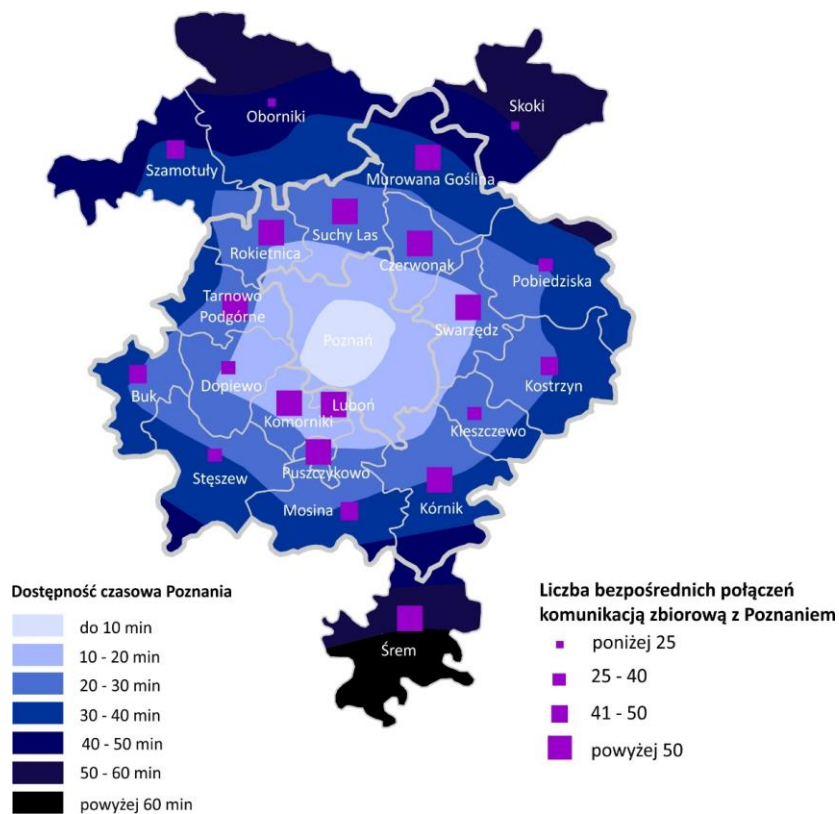 Skoki
Oborniki
Szamotuły
Murowana Goślina
Suchy Las
Rokietnica
Czerwonak
Pobiedziska
Tarnowo
Podgórne
Swarzędz
Poznań
Buk
Dopiewo
Kostrzyn
Komorniki
Luboń
Kleszczewo
Puszczykowo
Stęszew
Mosina
Kórnik
Śrem
Dostępność czasowa Poznania
do 10 min
10 - 20 min
20 - 30 min
30 - 40 min
40 - 50 min
50 - 60 min
powyżej 60 min
Liczba bezpośrednich połączeń
komunikacją zbiorową z Poznaniem
poniżej 25
25 - 40
41 - 50
powyżej 50